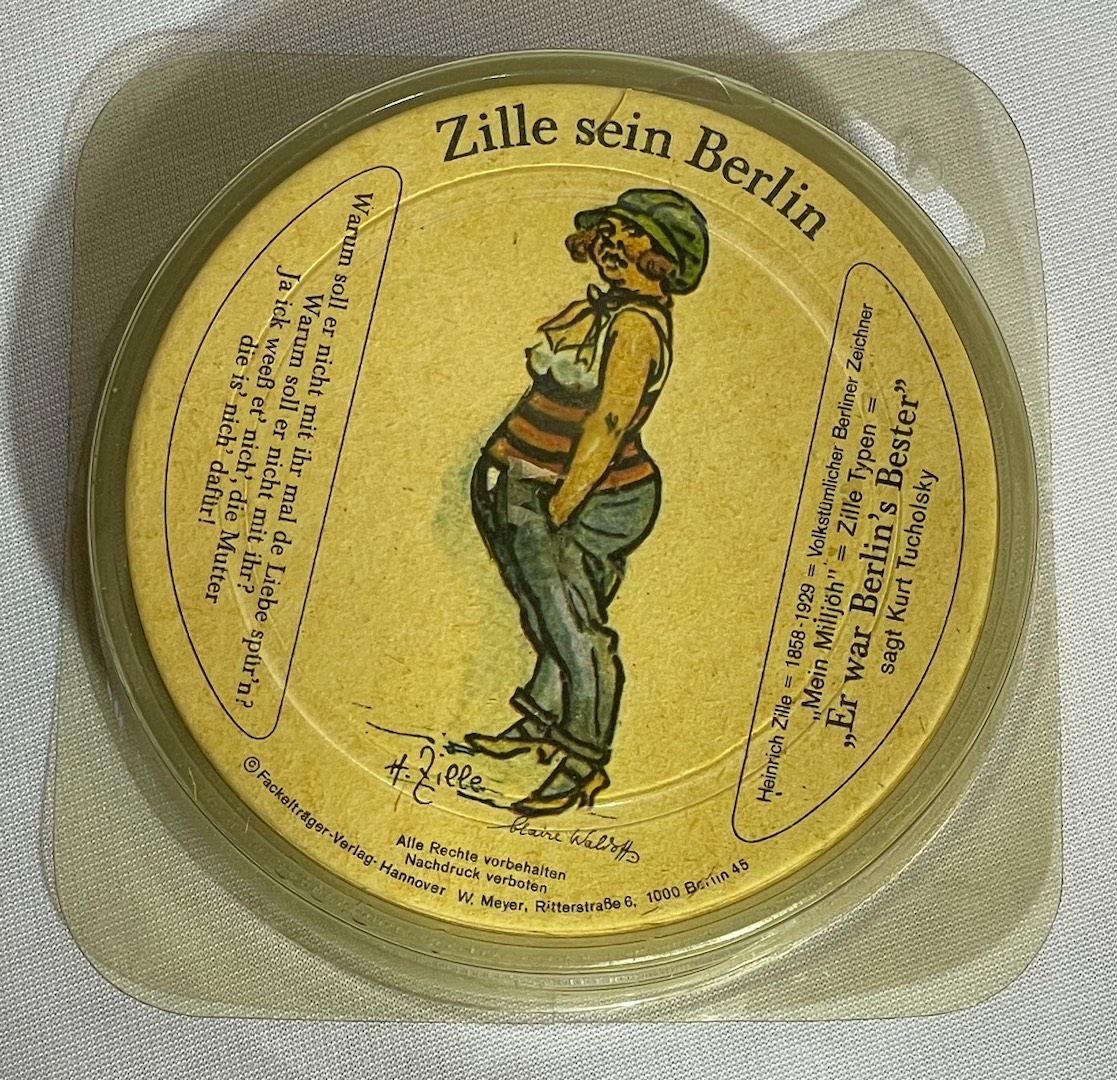 Zille sein Berlin
Warum soll er nicht mit ihr mal de Liebe spür'n?
Warum soll er nicht mit ihr?
Ja ick weeß et' nich', die Mutter
die is' nich' dafür!
Heinrich Zille = 1858-1929 = Volkstümlicher Berliner Zeichner
„Mein Milljöh" = Zille Typen =
„Er war Berlin's Bester”
sagt Kurt Tucholsky
H. Zille
Claire Waldoff
Alle Rechte vorbehalten
Nachdruck verboten
© Fackelträger-Verlag· Hannover W. Meyer, Ritterstraße 6, 1000 Berlin 45